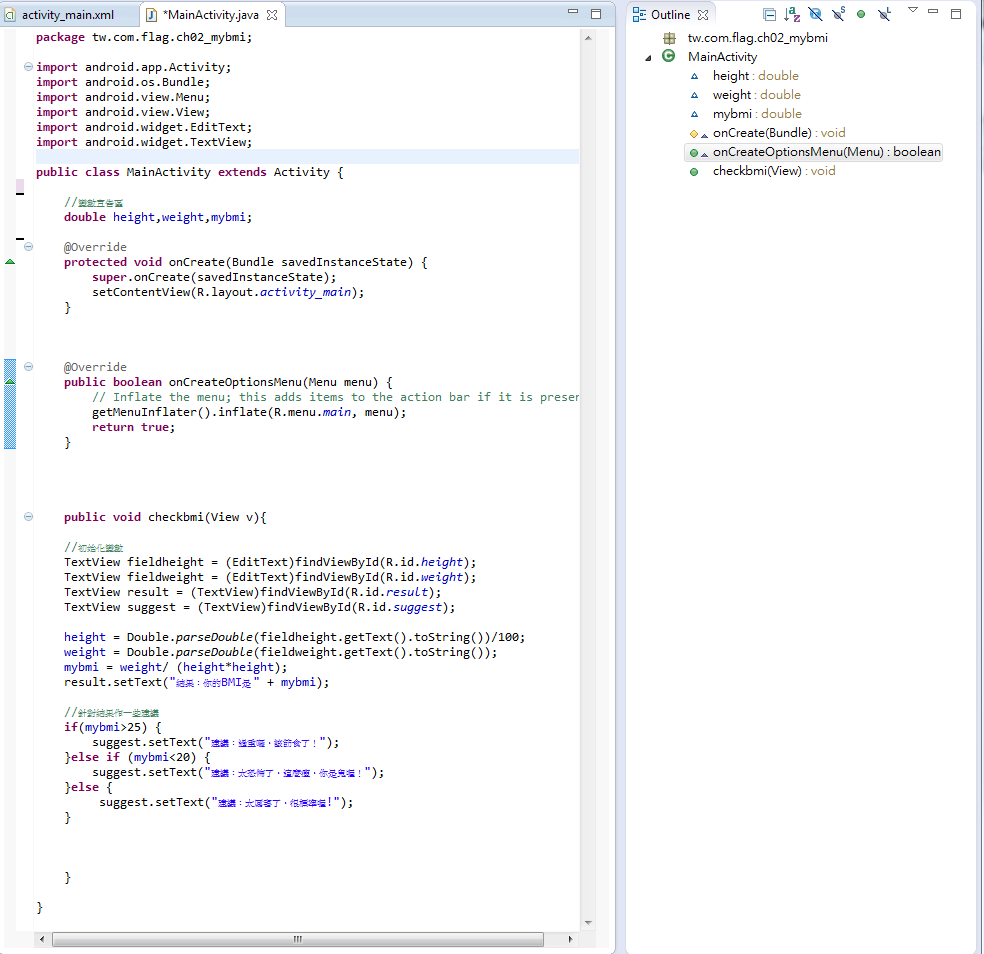 activity_main.xml
*MainActivity.java
package tw.com.flag.ch02_mybmi;
import android.app.Activity;
import android.os.Bundle;
import android.view.Menu;
import android.view.View;
import android.widget.EditText;
import android.widget.TextView;
public class MainActivity extends Activity {
//變數宣告區
double height,weight,mybmi;
@Override
protected void onCreate(Bundle savedInstanceState) {
super.onCreate(savedInstanceState);
setContentView(R.layout.activity_main);
}
@Override
public boolean onCreateOptionsMenu(Menu menu) {
// Inflate the menu; this adds items to the action bar if it is presen
getMenuInflater().inflate(R.menu.main, menu);
return true;
}
public void checkbmi(View v){
//初始化變數
TextView fieldheight = (EditText)findViewById(R.id.height);
TextView fieldweight = (EditText)findViewById(R.id.weight);
TextView result = (TextView)findViewById(R.id.result);
TextView suggest = (TextView)findViewById(R.id.suggest);
height = Double.parseDouble(fieldheight.getText().toString())/100;
weight = Double.parseDouble(fieldweight.getText().toString());
mybmi = weight/ (height*height);
result.setText("結果：你的BMI是 " + mybmi);
//針對結果作一些建議
if(mybmi>25) {
suggest.setText("建議：過重喔，該節食了！");
}else if (mybmi<20) {
suggest.setText("建議：太恐怖了，這麼瘦，你是鬼喔！");
}else {
suggest.setText("建議：太厲害了，很標準喔!");
}
}
}
Outline
tw.com.flag.ch02_mybmi
MainActivity
height : double
weight : double
mybmi : double
onCreate(Bundle) : void
onCreateOptionsMenu(Menu) : boolean
checkbmi(View) : void